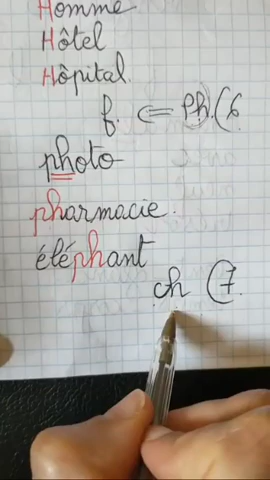 Homme
Hôtel
Hôpital
f. ⇐ Ph. (6
photo
pharmacie.
éléphant
ch (7